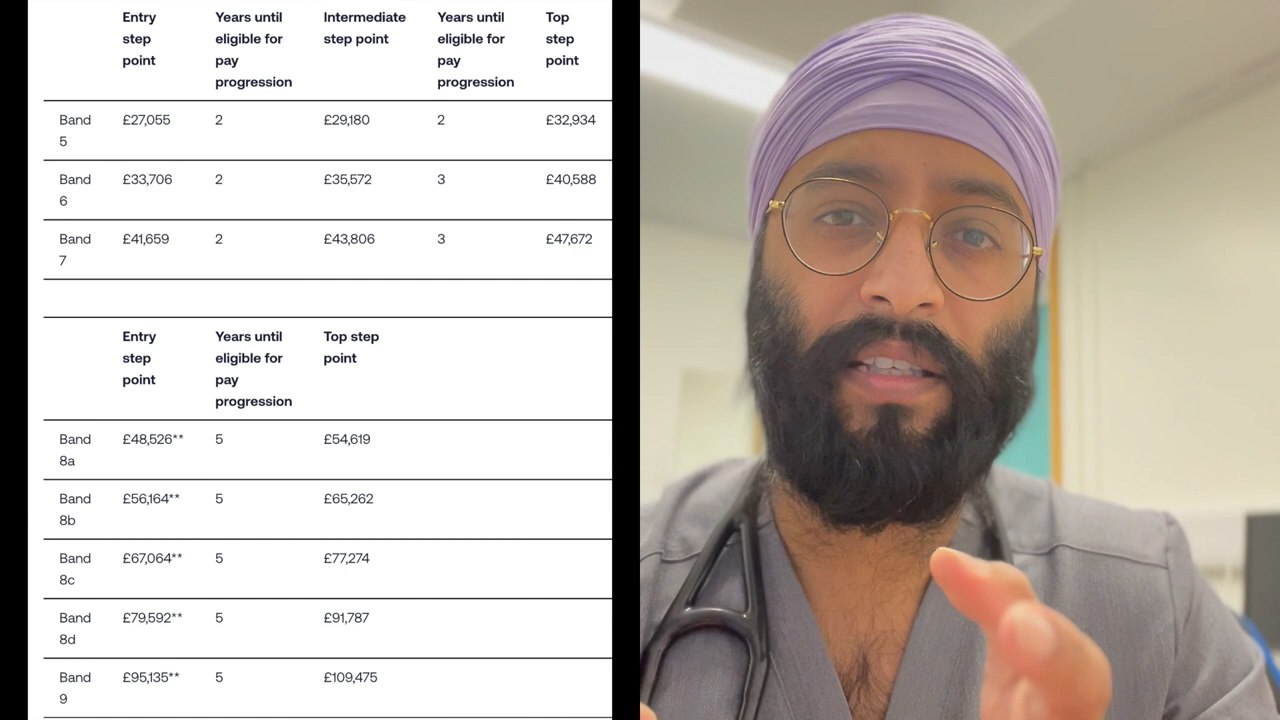 Entry Years until Intermediate Years until Top
step eligible for step point eligible for step
point pay pay point
progression progression
Band £27,055 2 £29,180 2 £32,934
5
Band £33,706 2 £35,572 3 £40,588
6
Band £41,659 2 £43,806 3 £47,672
7
Entry Years until Top step
step eligible for point
point pay
progression
Band £48,526** 5 £54,619
8a
Band £56,164** 5 £65,262
8b
Band £67,064** 5 £77,274
8c
Band £79,592** 5 £91,787
8d
Band £95,135** 5 £109,475
9